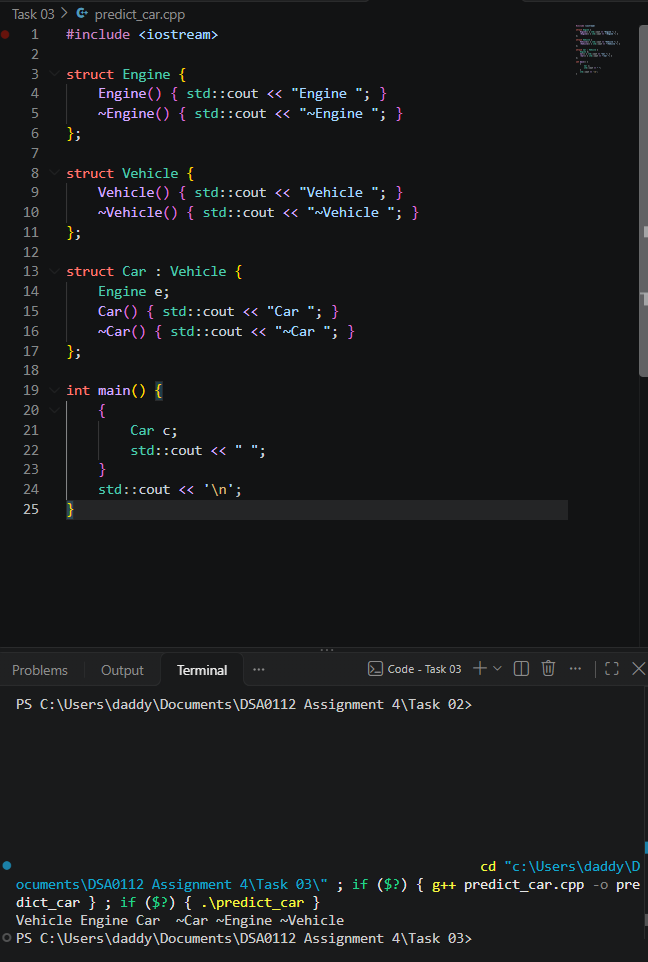 Task 03 > predict_car.cpp
1 #include <iostream>
2
3 struct Engine {
4     Engine() { std::cout << "Engine "; }
5     ~Engine() { std::cout << "~Engine "; }
6 };
7
8 struct Vehicle {
9     Vehicle() { std::cout << "Vehicle "; }
10     ~Vehicle() { std::cout << "~Vehicle "; }
11 };
12
13 struct Car : Vehicle {
14     Engine e;
15     Car() { std::cout << "Car "; }
16     ~Car() { std::cout << "~Car "; }
17 };
18
19 int main() {
20     {
21         Car c;
22         std::cout << " ";
23     }
24     std::cout << '\n';
25 }
Problems Output Terminal ··· Code - Task 03 ···
PS C:\Users\daddy\Documents\DSA0112 Assignment 4\Task 02>
cd "c:\Users\daddy\D
ocuments\DSA0112 Assignment 4\Task 03\" ; if ($?) { g++ predict_car.cpp -o pre
dict_car } ; if ($?) { .\predict_car }
Vehicle Engine Car  ~Car ~Engine ~Vehicle
PS C:\Users\daddy\Documents\DSA0112 Assignment 4\Task 03>